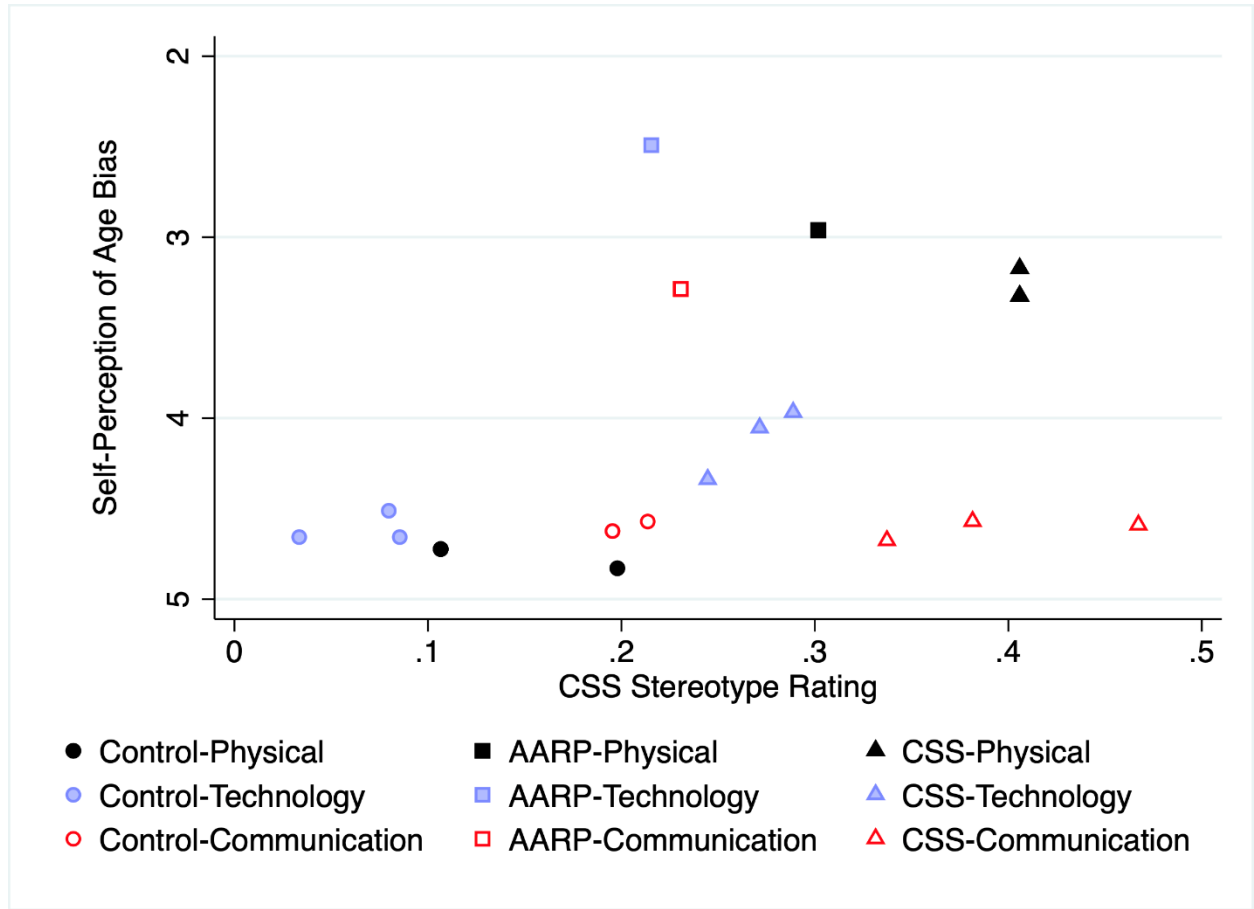 Self-Perception of Age Bias
2
3
4
5
0 .1 .2 .3 .4 .5
CSS Stereotype Rating
Control-Physical AARP-Physical CSS-Physical
Control-Technology AARP-Technology CSS-Technology
Control-Communication AARP-Communication CSS-Communication